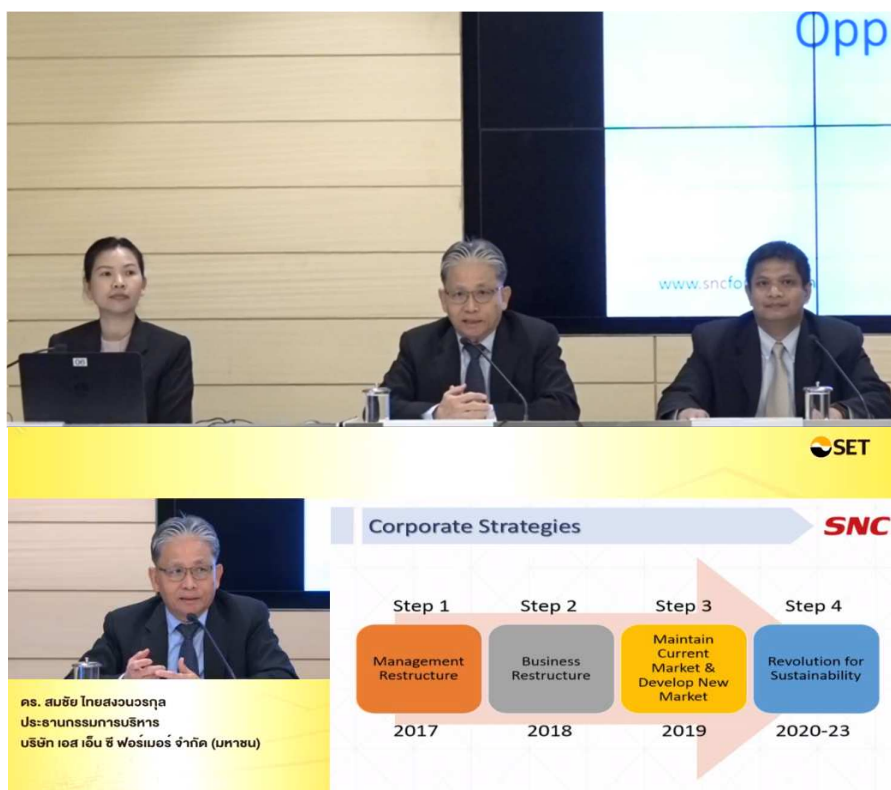 Opp
www.sncfo
SET
Corporate Strategies
SNC
Step 1
Step 2
Step 3
Step 4
Management
Restructure
Business
Restructure
Maintain
Current
Market &
Develop New
Market
Revolution for
Sustainability
2017
2018
2019
2020-23
ดร. สมชัย ไทยสงวนวรกุล
ประธานกรรมการบริหาร
บริษัท เอส เอ็น ซี ฟอร์เมอร์ จำกัด (มหาชน)